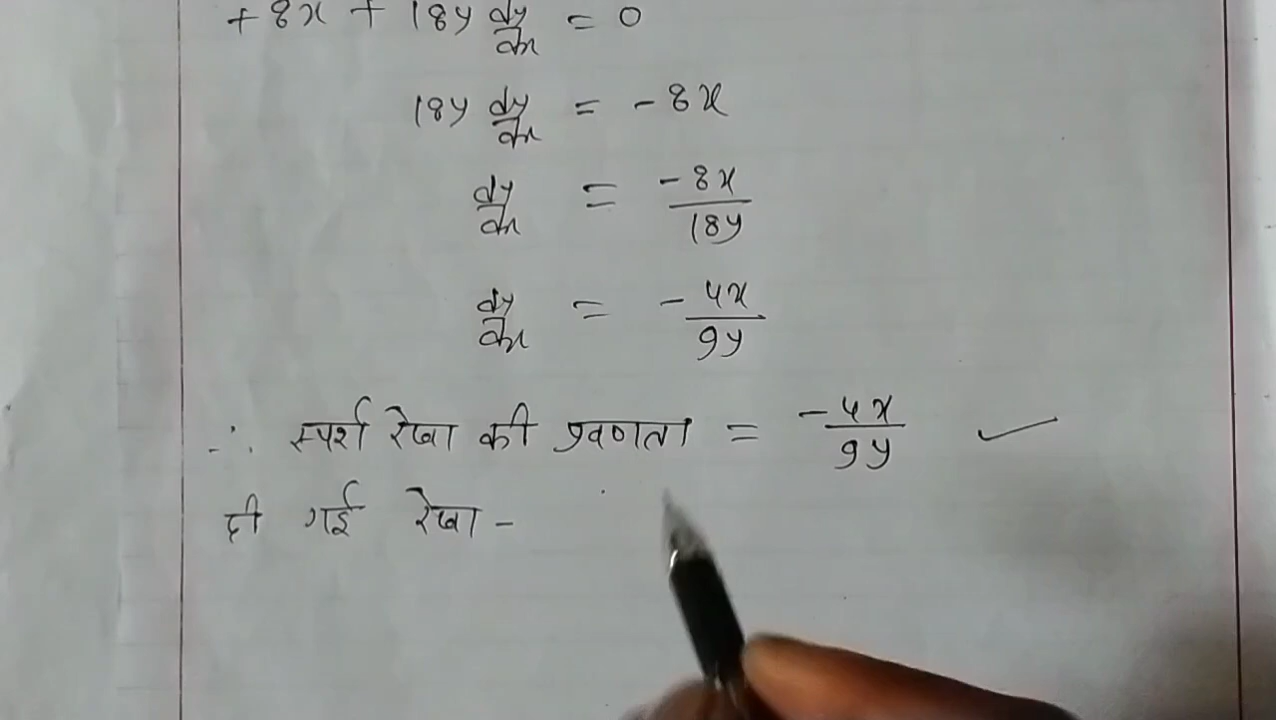 + 8x + 18y dy/dx = 0
18y dy/dx = - 8x
dy/dx = -8x/18y
dy/dx = - 4x/9y
∴ स्पर्श रेखा की प्रवणता = -4x/9y ✓
दी गई रेखा -